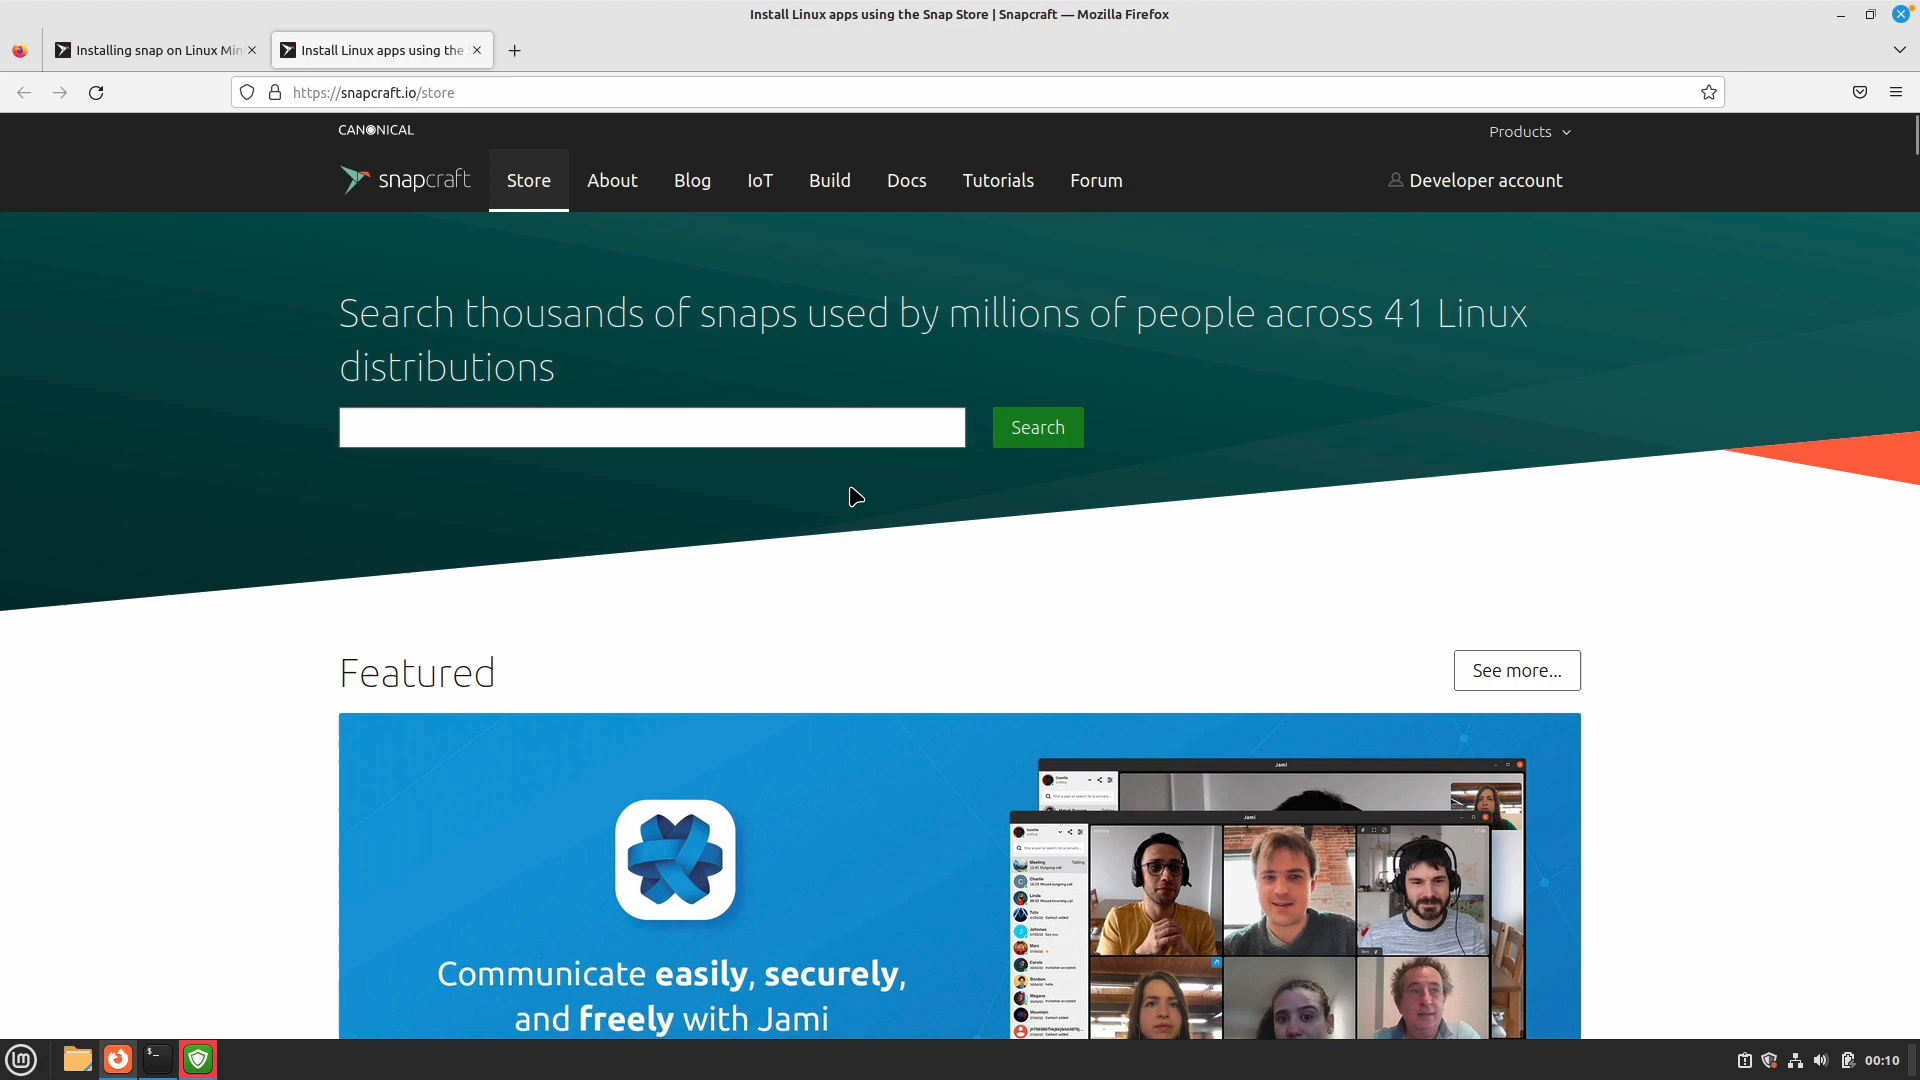 Install Linux apps using the Snap Store | Snapcraft — Mozilla Firefox
Installing snap on Linux Min
Install Linux apps using the
https://snapcraft.io/store
CANONICAL
Products
snapcraft
Store
About
Blog
IoT
Build
Docs
Tutorials
Forum
Developer account
Search thousands of snaps used by millions of people across 41 Linux
distributions
Search
Featured
See more...
Jami
Jami
Communicate easily, securely,
and freely with Jami
00:10